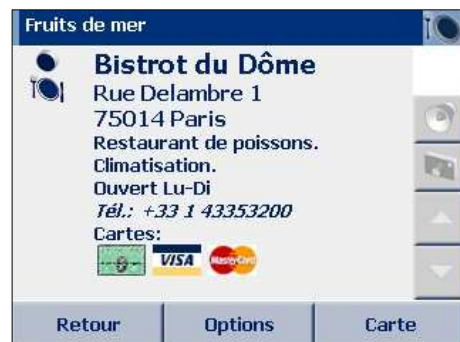 Fruits de mer
Bistrot du Dôme
Rue Delambre 1
75014 Paris
Restaurant de poissons.
Climatisation.
Ouvert Lu-Di
Tél.: +33 1 43353200
Cartes:
VISA MasterCard
Retour Options Carte